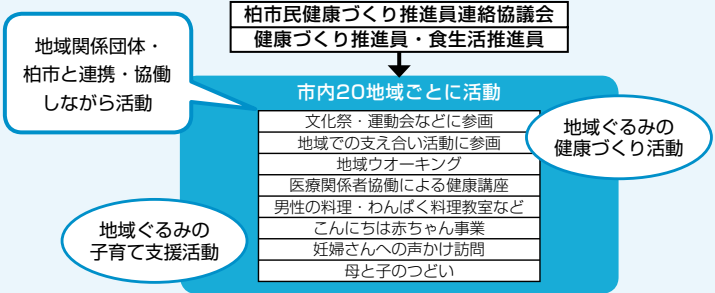 柏市民健康づくり推進員連絡協議会
健康づくり推進員・食生活推進員
地域関係団体・
柏市と連携・協働
しながら活動
市内20地域ごとに活動
文化祭・運動会などに参画
地域での支え合い活動に参画
地域ウオーキング
医療関係者協働による健康講座
男性の料理・わんぱく料理教室など
こんにちは赤ちゃん事業
妊婦さんへの声かけ訪問
母と子のつどい
地域ぐるみの
健康づくり活動
地域ぐるみの
子育て支援活動